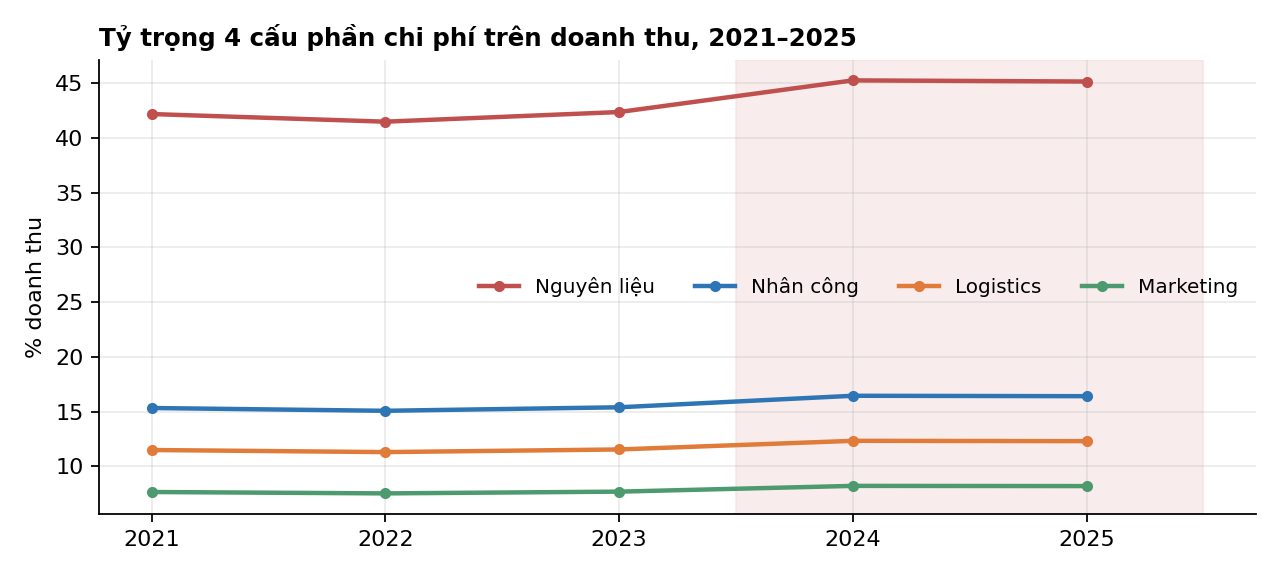 Tỷ trọng 4 cấu phần chi phí trên doanh thu, 2021–2025
% doanh thu
45
40
35
30
25
20
15
10
Nguyên liệu Nhân công Logistics Marketing
2021 2022 2023 2024 2025